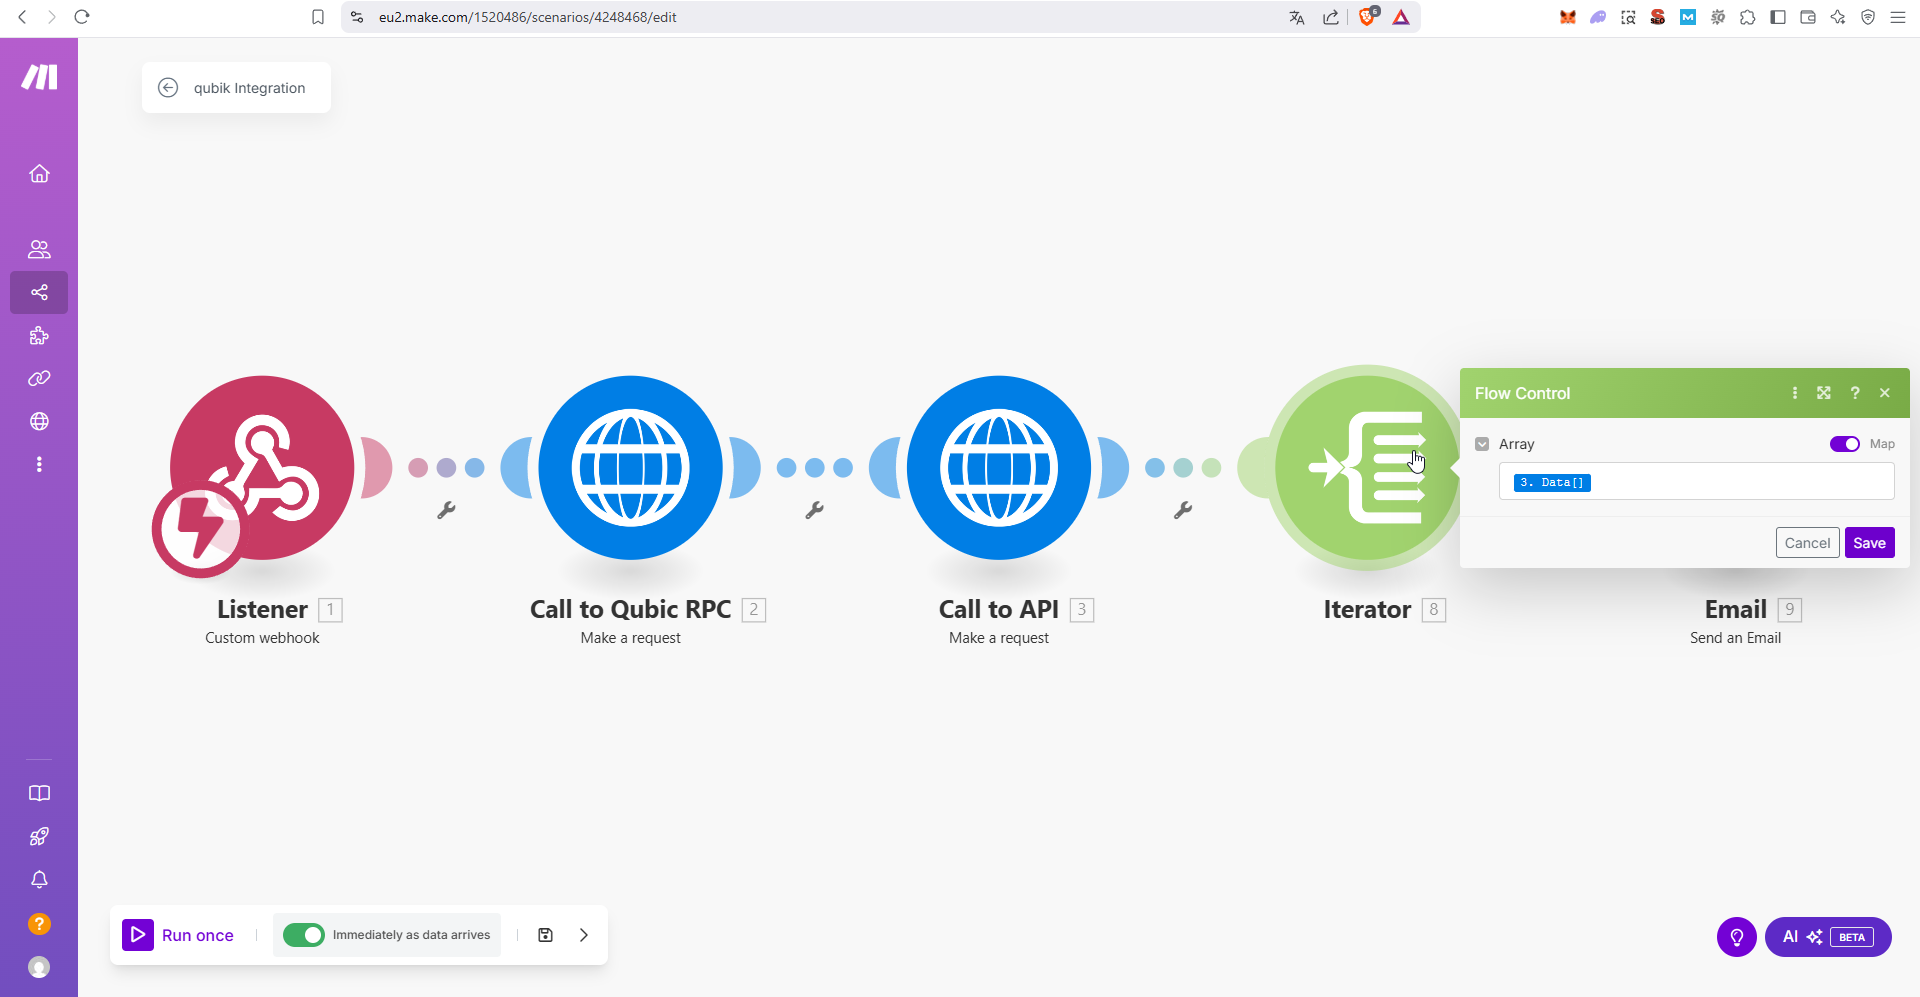 eu2.make.com/1520486/scenarios/4248468/edit
6
SEO
M
qubik Integration
Flow Control
?
Array
Map
3. Data[]
Cancel
Save
Listener 1
Custom webhook
Call to Qubic RPC 2
Make a request
Call to API 3
Make a request
Iterator 8
Email 9
Send an Email
?
Run once
Immediately as data arrives
AI BETA